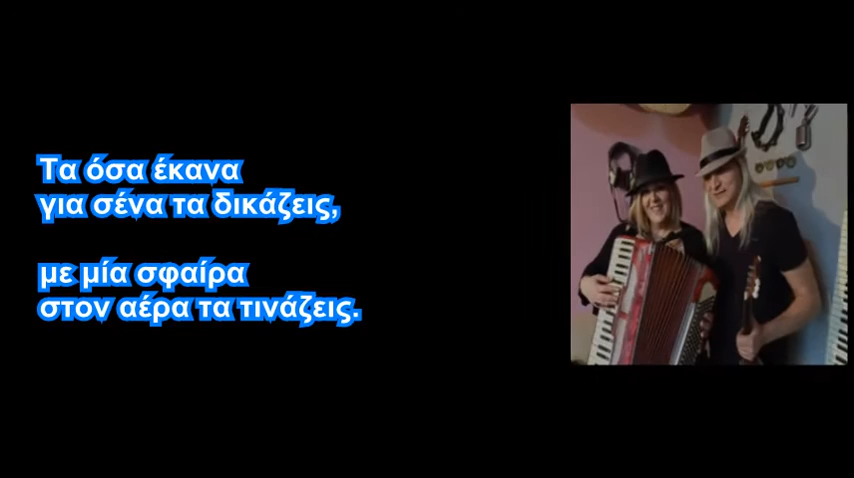 Τα όσα έκανα
για σένα τα δικάζεις,
με μία σφαίρα
στον αέρα τα τινάζεις.